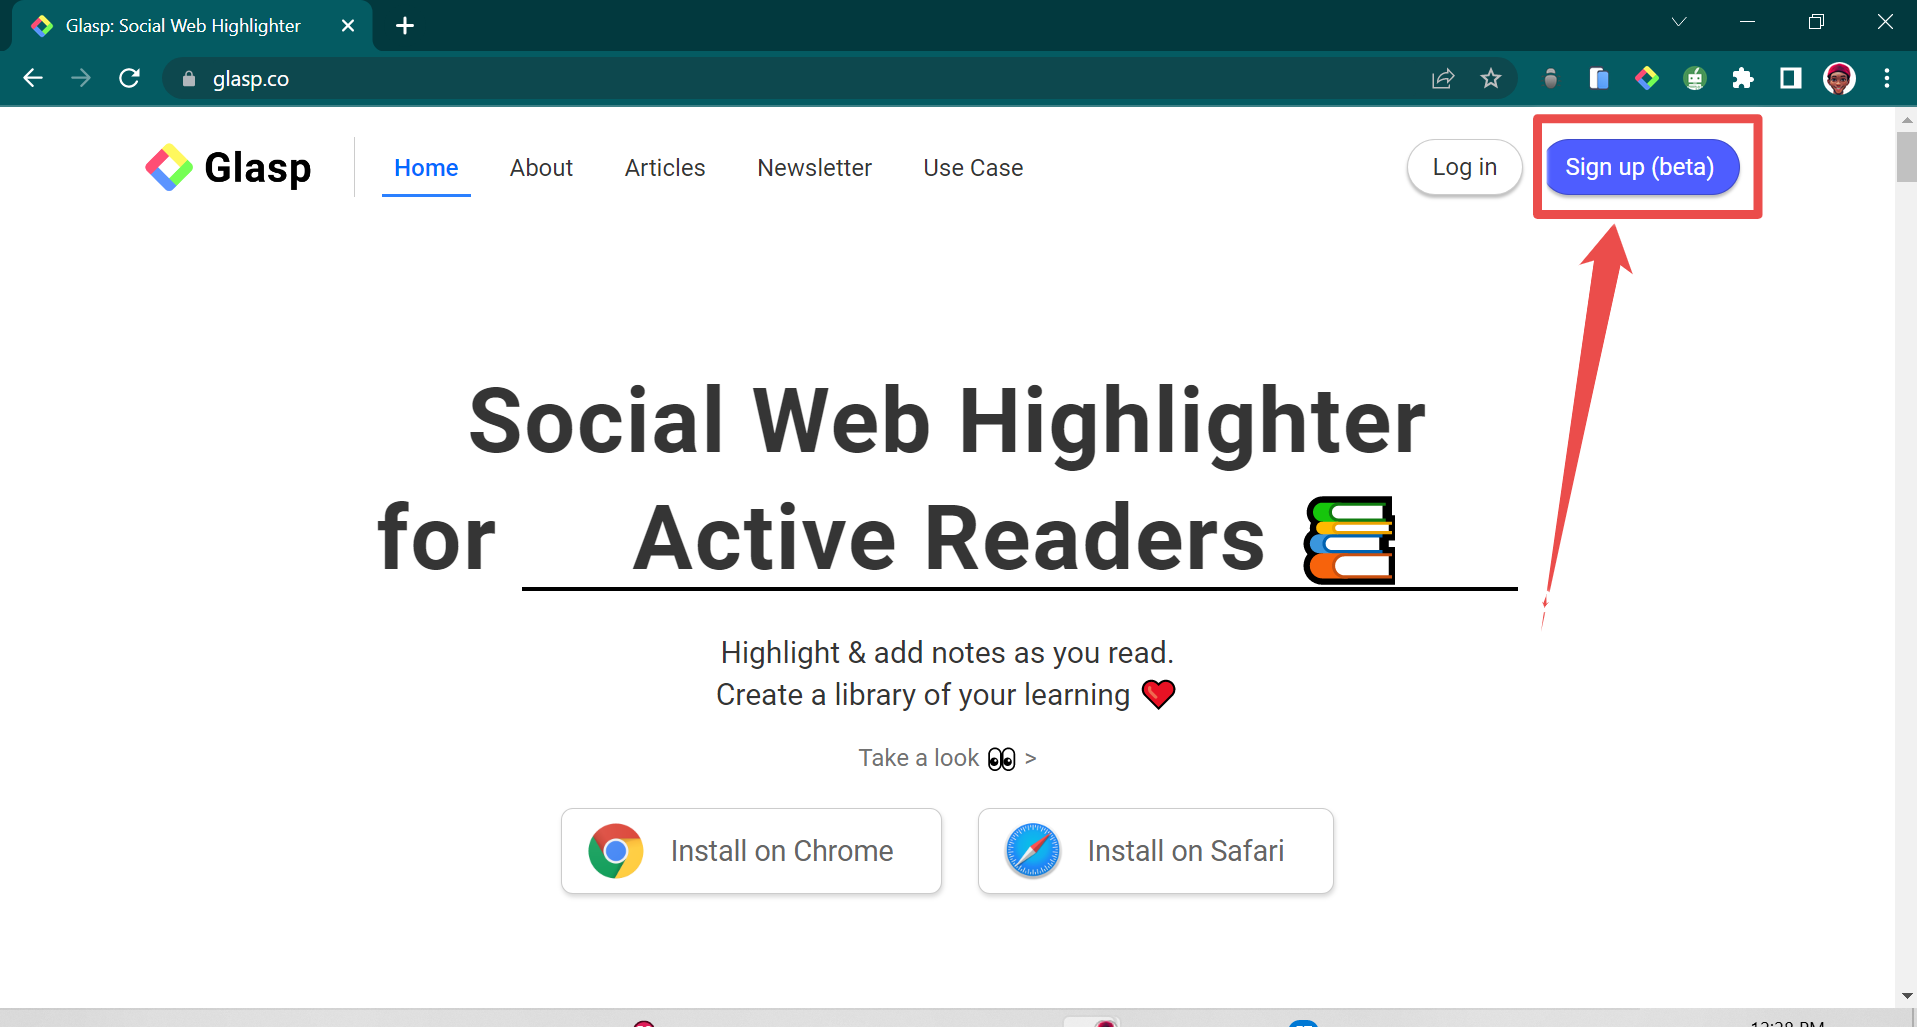 Glasp: Social Web Highlighter
glasp.co
Glasp
Home
About
Articles
Newsletter
Use Case
Log in
Sign up (beta)
Social Web Highlighter
for Active Readers
Highlight & add notes as you read.
Create a library of your learning
Take a look >
Install on Chrome
Install on Safari